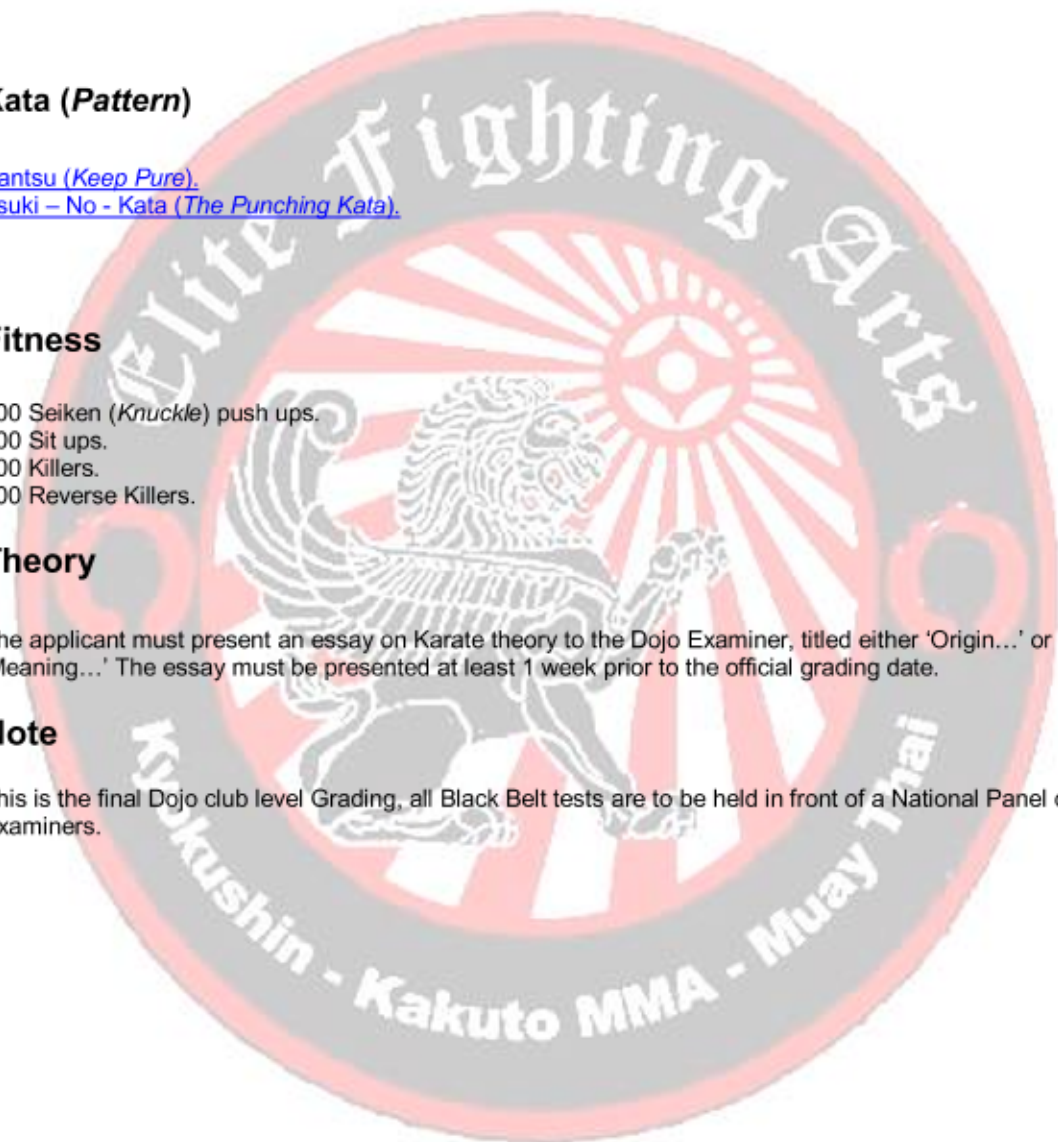 Kata (Pattern)
antsu (Keep Pure).
suki – No - Kata (The Punching Kata).
Fitness
00 Seiken (Knuckle) push ups.
00 Sit ups.
00 Killers.
00 Reverse Killers.
Theory
he applicant must present an essay on Karate theory to the Dojo Examiner, titled either ‘Origin…’ or
Meaning…’ The essay must be presented at least 1 week prior to the official grading date.
Note
his is the final Dojo club level Grading, all Black Belt tests are to be held in front of a National Panel
xaminers.
Elite Fighting Arts
Kyokushin - Kakuto MMA - Muay Thai